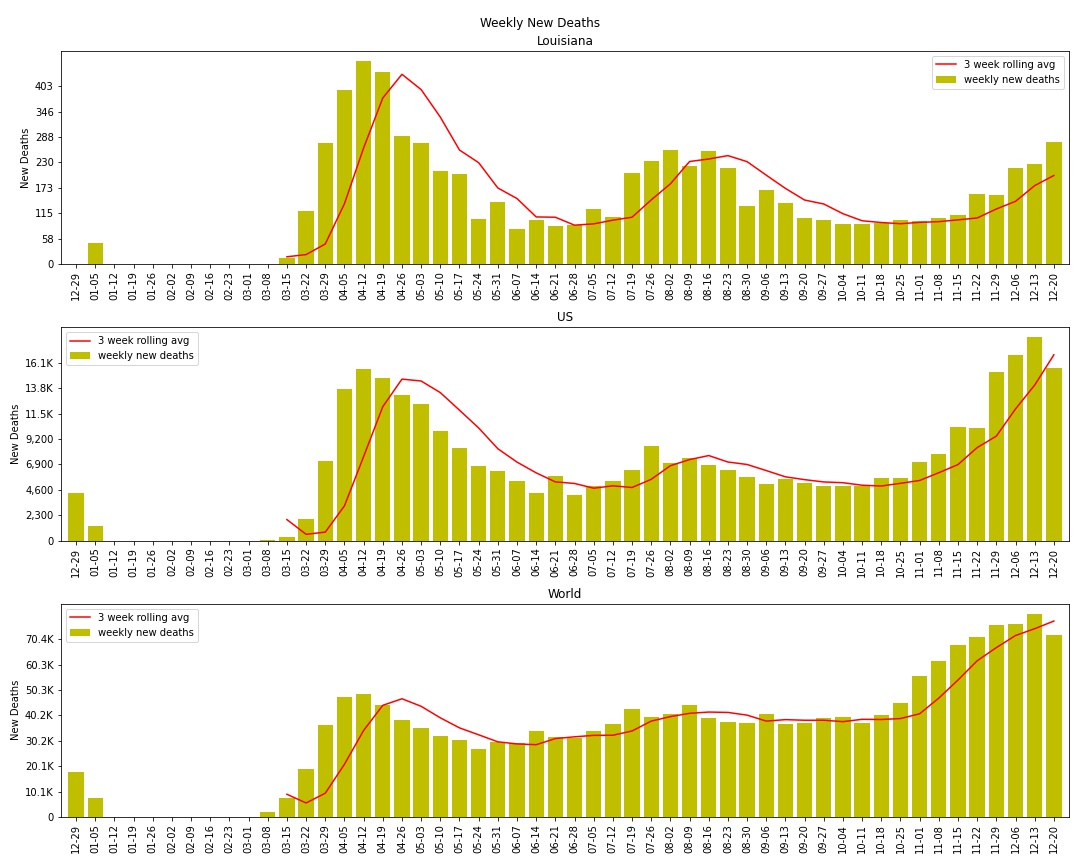 Weekly New Deaths
Louisiana
3 week rolling avg
weekly new deaths
New Deaths
403
346
288
230
173
115
58
0
12-29 01-05 01-12 01-19 01-26 02-02 02-09 02-16 02-23 03-01 03-08 03-15 03-22 03-29 04-05 04-12 04-19 04-26 05-03 05-10 05-17 05-24 05-31 06-07 06-14 06-21 06-28 07-05 07-12 07-19 07-26 08-02 08-09 08-16 08-23 08-30 09-06 09-13 09-20 09-27 10-04 10-11 10-18 10-25 11-01 11-08 11-15 11-22 11-29 12-06 12-13 12-20
US
3 week rolling avg
weekly new deaths
New Deaths
16.1K
13.8K
11.5K
9,200
6,900
4,600
2,300
0
12-29 01-05 01-12 01-19 01-26 02-02 02-09 02-16 02-23 03-01 03-08 03-15 03-22 03-29 04-05 04-12 04-19 04-26 05-03 05-10 05-17 05-24 05-31 06-07 06-14 06-21 06-28 07-05 07-12 07-19 07-26 08-02 08-09 08-16 08-23 08-30 09-06 09-13 09-20 09-27 10-04 10-11 10-18 10-25 11-01 11-08 11-15 11-22 11-29 12-06 12-13 12-20
World
3 week rolling avg
weekly new deaths
New Deaths
70.4K
60.3K
50.3K
40.2K
30.2K
20.1K
10.1K
0
12-29 01-05 01-12 01-19 01-26 02-02 02-09 02-16 02-23 03-01 03-08 03-15 03-22 03-29 04-05 04-12 04-19 04-26 05-03 05-10 05-17 05-24 05-31 06-07 06-14 06-21 06-28 07-05 07-12 07-19 07-26 08-02 08-09 08-16 08-23 08-30 09-06 09-13 09-20 09-27 10-04 10-11 10-18 10-25 11-01 11-08 11-15 11-22 11-29 12-06 12-13 12-20